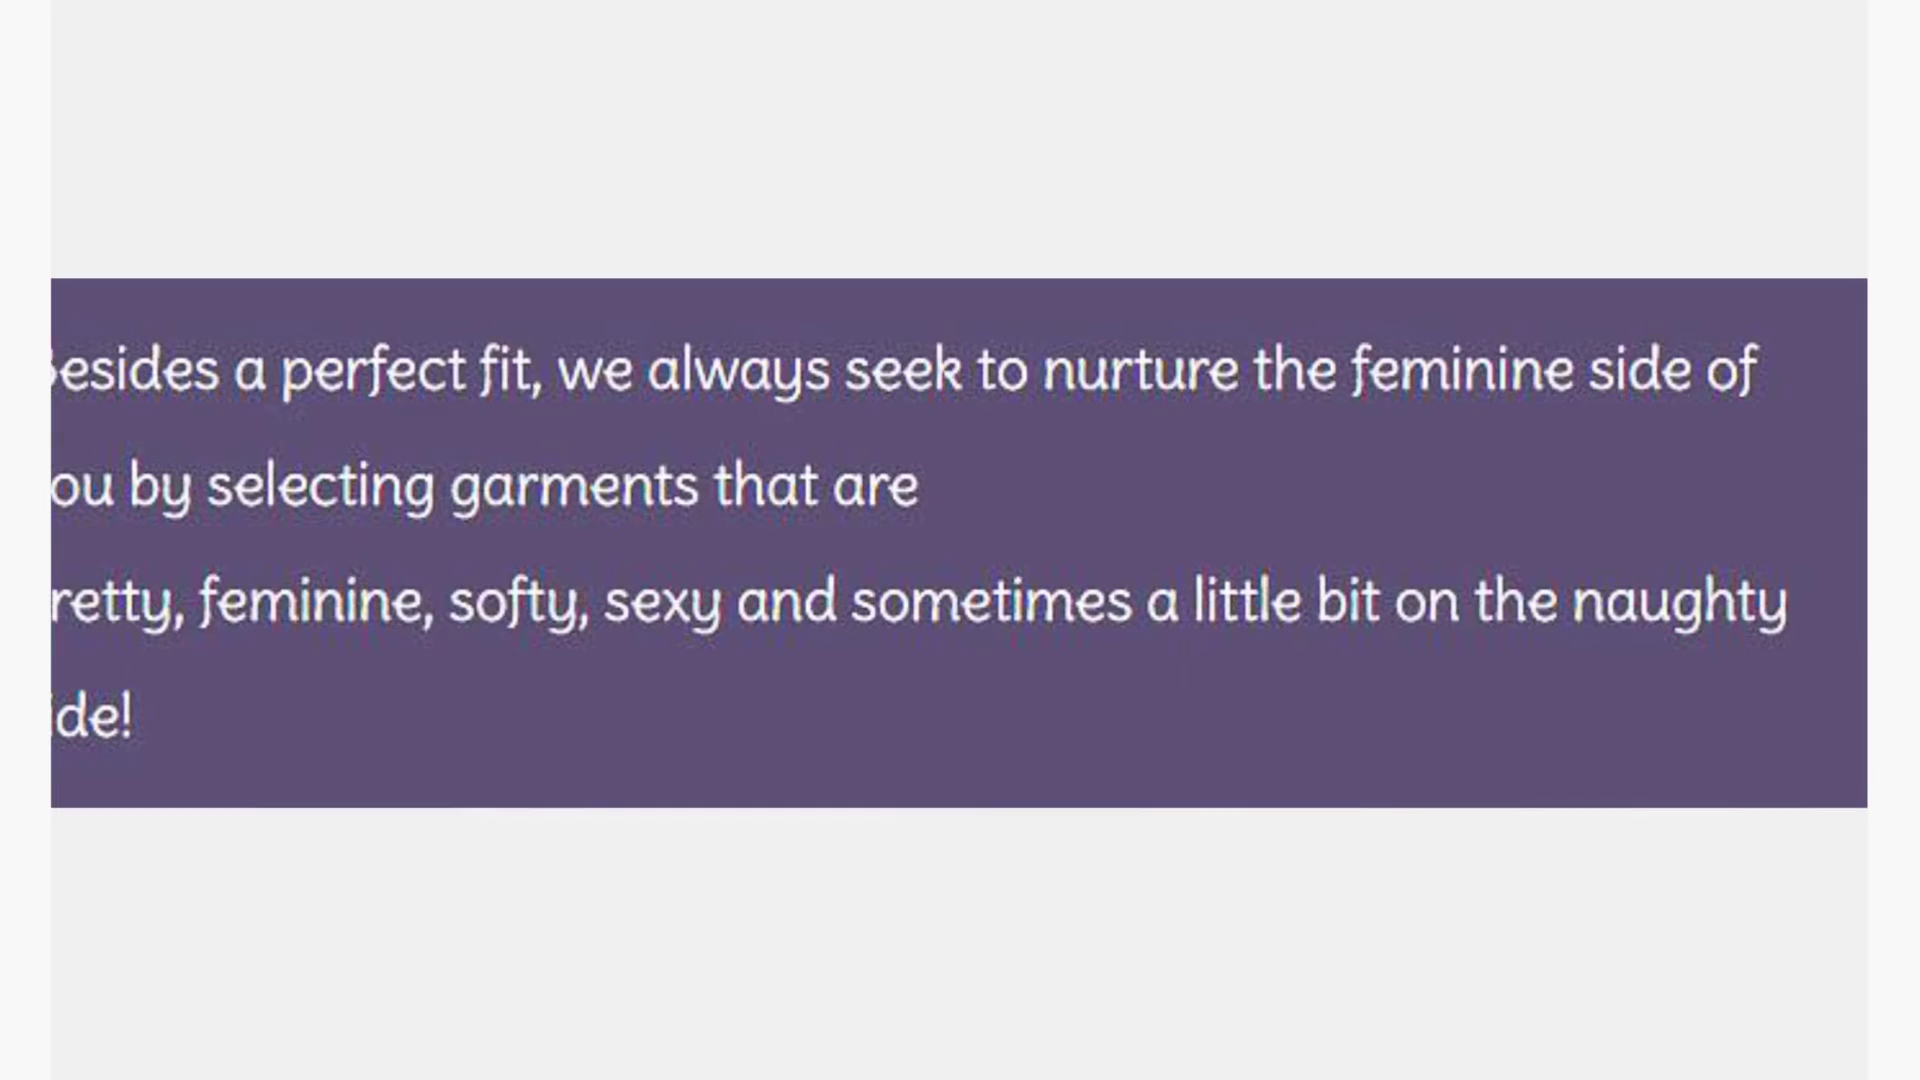 Besides a perfect fit, we always seek to nurture the feminine side of
ou by selecting garments that are
retty, feminine, softy, sexy and sometimes a little bit on the naughty
ide!